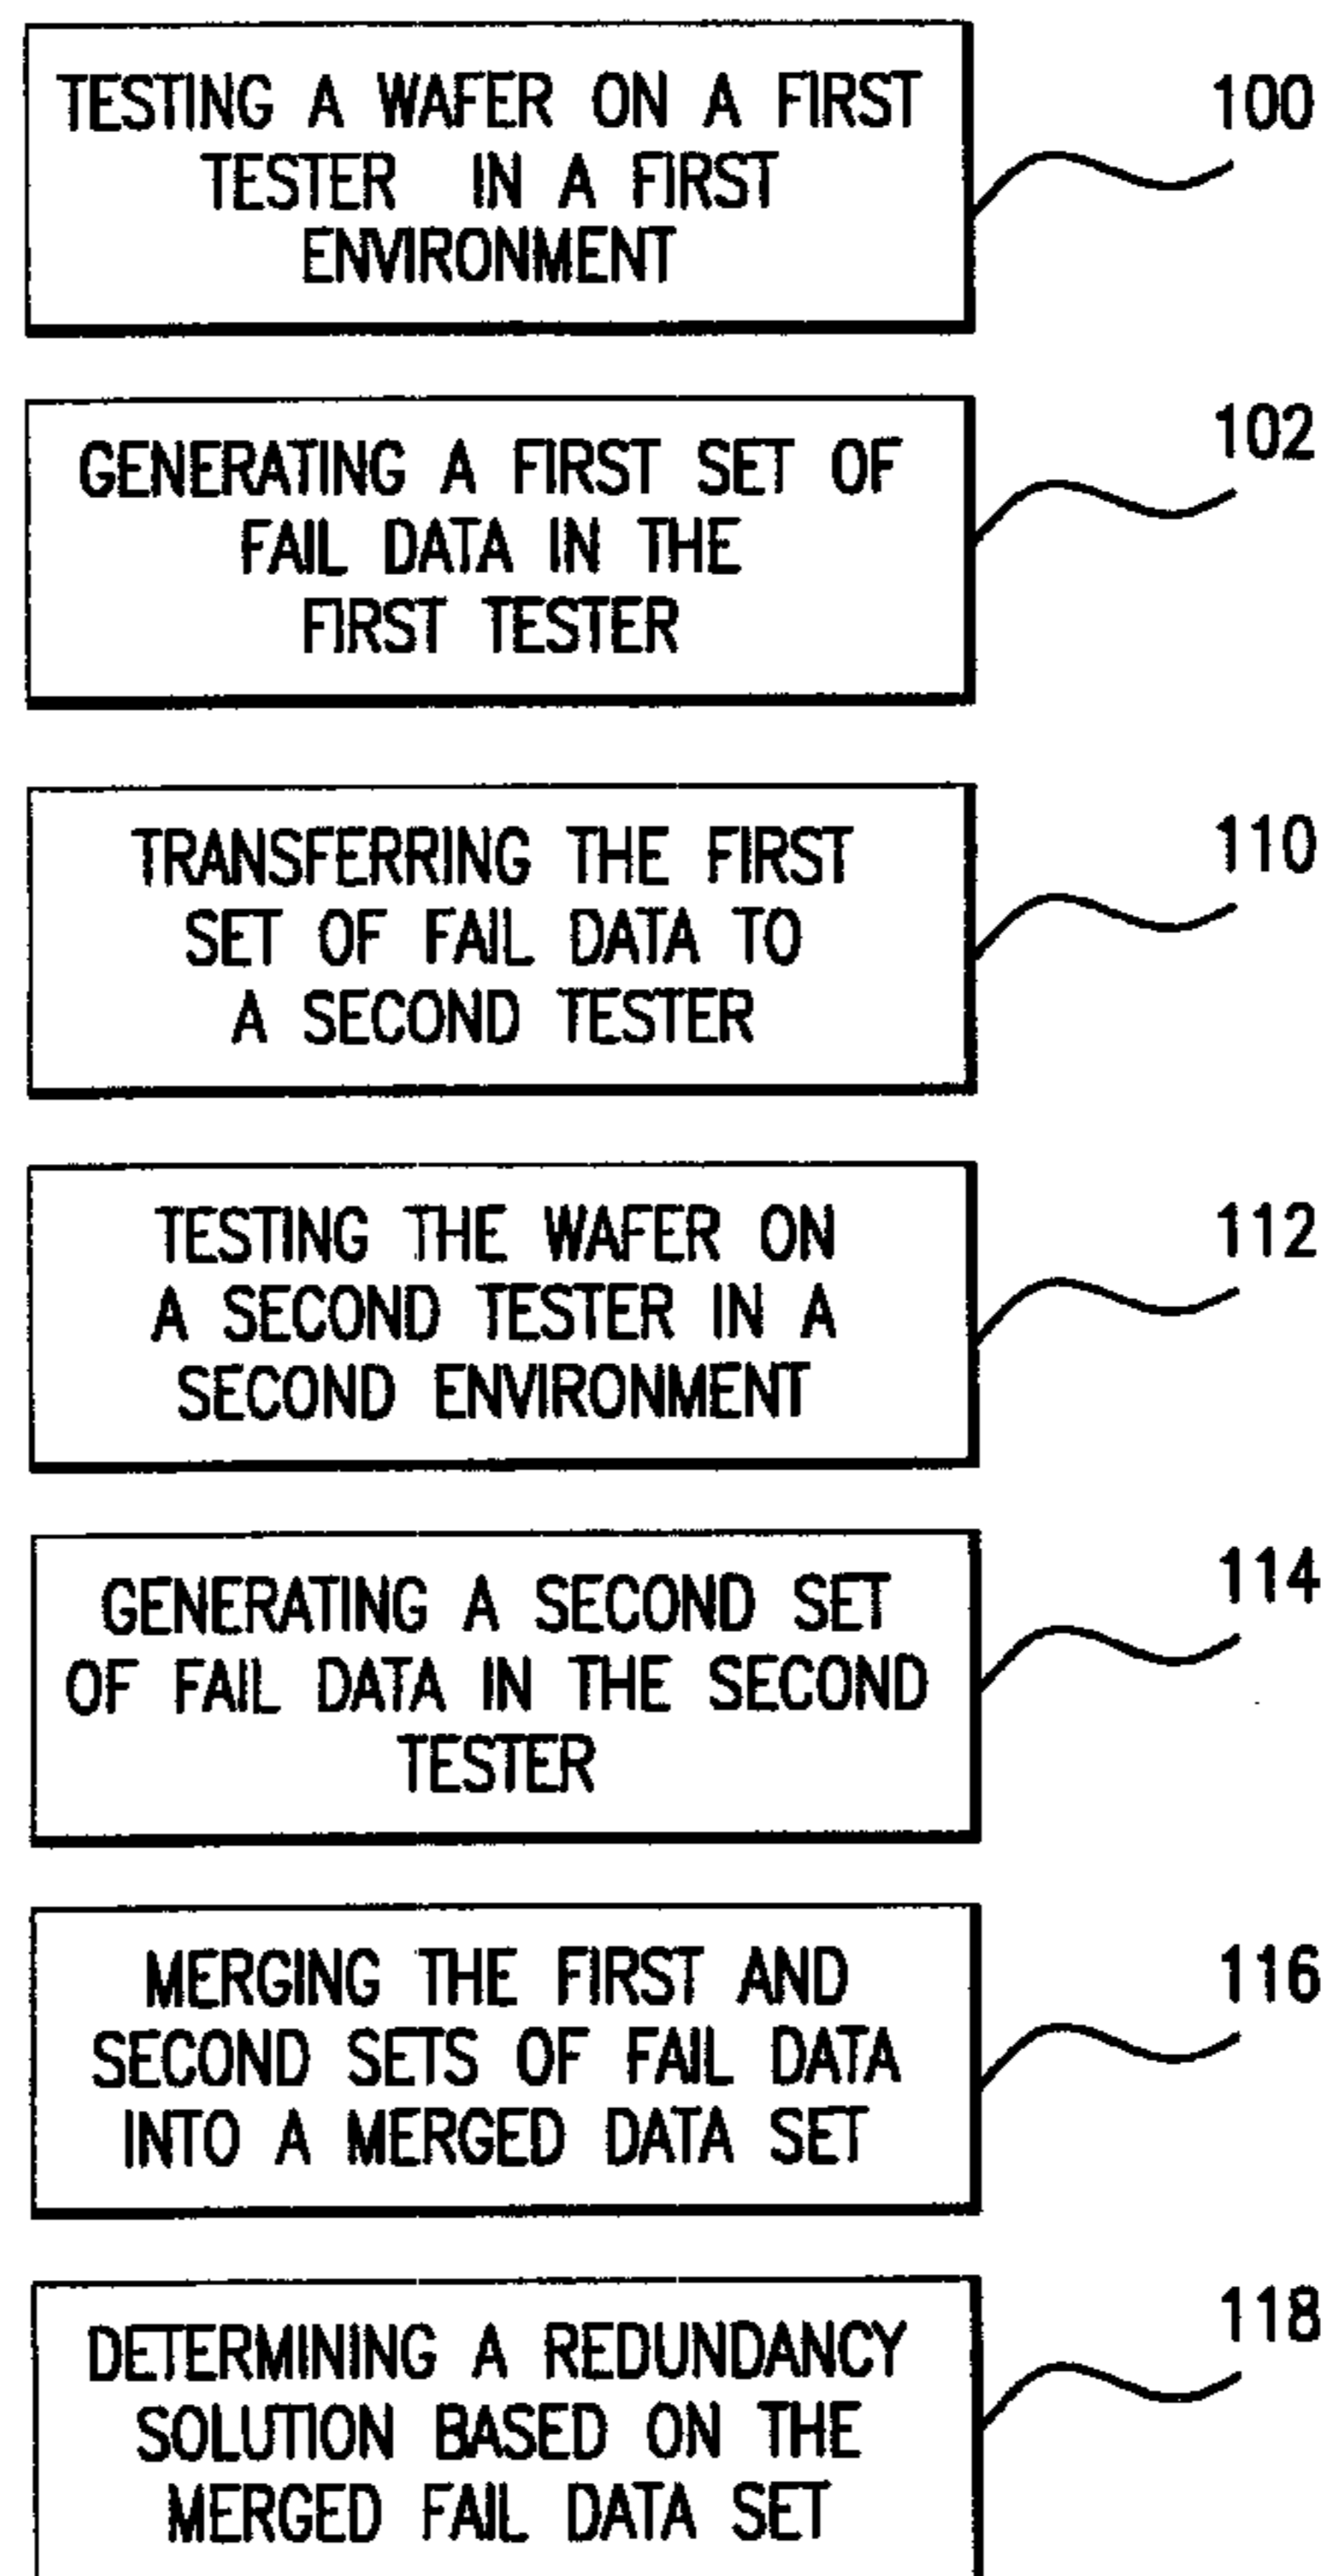 TESTING A WAFER ON A FIRST
TESTER IN A FIRST
ENVIRONMENT
100
GENERATING A FIRST SET OF
FAIL DATA IN THE
FIRST TESTER
102
TRANSFERRING THE FIRST
SET OF FAIL DATA TO
A SECOND TESTER
110
TESTING THE WAFER ON
A SECOND TESTER IN A
SECOND ENVIRONMENT
112
GENERATING A SECOND SET
OF FAIL DATA IN THE SECOND
TESTER
114
MERGING THE FIRST AND
SECOND SETS OF FAIL DATA
INTO A MERGED DATA SET
116
DETERMINING A REDUNDANCY
SOLUTION BASED ON THE
MERGED FAIL DATA SET
118